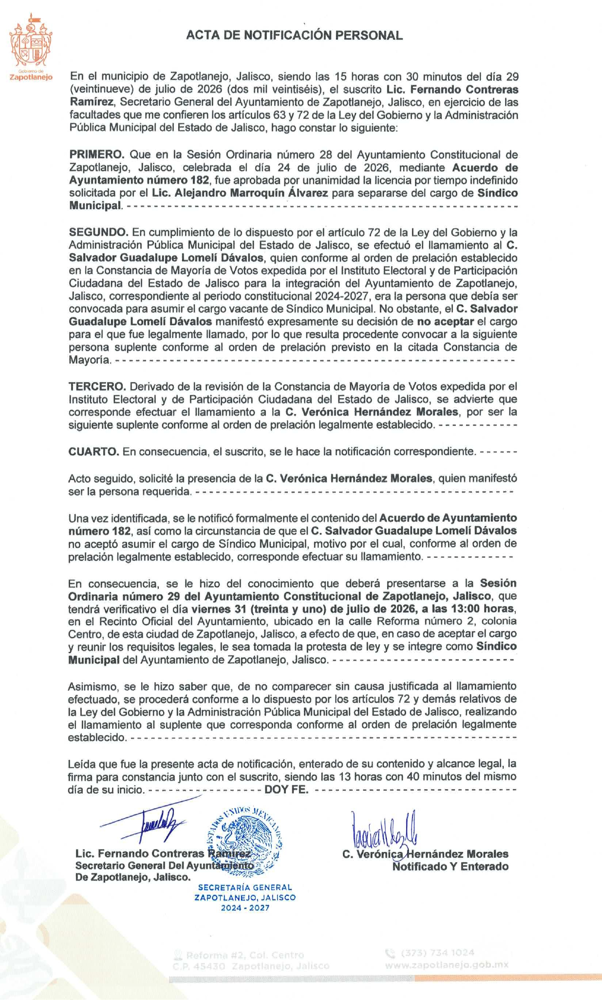 ACTA DE NOTIFICACIÓN PERSONAL
Gobierno de
Zapotlanejo
En el municipio de Zapotlanejo, Jalisco, siendo las 15 horas con 30 minutos del día 29
(veintinueve) de julio de 2026 (dos mil veintiséis), el suscrito Lic. Fernando Contreras
Ramírez, Secretario General del Ayuntamiento de Zapotlanejo, Jalisco, en ejercicio de las
facultades que me confieren los artículos 63 y 72 de la Ley del Gobierno y la Administración
Pública Municipal del Estado de Jalisco, hago constar lo siguiente:
PRIMERO. Que en la Sesión Ordinaria número 28 del Ayuntamiento Constitucional de
Zapotlanejo, Jalisco, celebrada el día 24 de julio de 2026, mediante Acuerdo de
Ayuntamiento número 182, fue aprobada por unanimidad la licencia por tiempo indefinido
solicitada por el Lic. Alejandro Marroquín Álvarez para separarse del cargo de Síndico
Municipal. - - - - - - - - - - - - - - - - - - - - - - - - - - - - - - - - - - - - - - - - - - - - - - - - - - - - - - - - - -
SEGUNDO. En cumplimiento de lo dispuesto por el artículo 72 de la Ley del Gobierno y la
Administración Pública Municipal del Estado de Jalisco, se efectuó el llamamiento al C.
Salvador Guadalupe Lomelí Dávalos, quien conforme al orden de prelación establecido
en la Constancia de Mayoría de Votos expedida por el Instituto Electoral y de Participación
Ciudadana del Estado de Jalisco para la integración del Ayuntamiento de Zapotlanejo,
Jalisco, correspondiente al periodo constitucional 2024-2027, era la persona que debía ser
convocada para asumir el cargo vacante de Síndico Municipal. No obstante, el C. Salvador
Guadalupe Lomelí Dávalos manifestó expresamente su decisión de no aceptar el cargo
para el que fue legalmente llamado, por lo que resulta procedente convocar a la siguiente
persona suplente conforme al orden de prelación previsto en la citada Constancia de
Mayoría. - - - - - - - - - - - - - - - - - - - - - - - - - - - - - - - - - - - - - - - - - - - - - - - - - - - - - - - - - - -
TERCERO. Derivado de la revisión de la Constancia de Mayoría de Votos expedida por el
Instituto Electoral y de Participación Ciudadana del Estado de Jalisco, se advierte que
corresponde efectuar el llamamiento a la C. Verónica Hernández Morales, por ser la
siguiente suplente conforme al orden de prelación legalmente establecido. - - - - - - - - - - - -
CUARTO. En consecuencia, el suscrito, se le hace la notificación correspondiente. - - - - - -
Acto seguido, solicité la presencia de la C. Verónica Hernández Morales, quien manifestó
ser la persona requerida. - - - - - - - - - - - - - - - - - - - - - - - - - - - - - - - - - - - - - - - - - - - - - - -
Una vez identificada, se le notificó formalmente el contenido del Acuerdo de Ayuntamiento
número 182, así como la circunstancia de que el C. Salvador Guadalupe Lomelí Dávalos
no aceptó asumir el cargo de Síndico Municipal, motivo por el cual, conforme al orden de
prelación legalmente establecido, corresponde efectuar su llamamiento. - - - - - - - - - - - - -
En consecuencia, se le hizo del conocimiento que deberá presentarse a la Sesión
Ordinaria número 29 del Ayuntamiento Constitucional de Zapotlanejo, Jalisco, que
tendrá verificativo el día viernes 31 (treinta y uno) de julio de 2026, a las 13:00 horas,
en el Recinto Oficial del Ayuntamiento, ubicado en la calle Reforma número 2, colonia
Centro, de esta ciudad de Zapotlanejo, Jalisco, a efecto de que, en caso de aceptar el cargo
y reunir los requisitos legales, le sea tomada la protesta de ley y se integre como Síndico
Municipal del Ayuntamiento de Zapotlanejo, Jalisco. - - - - - - - - - - - - - - - - - - - - - - - - - - -
Asimismo, se le hizo saber que, de no comparecer sin causa justificada al llamamiento
efectuado, se procederá conforme a lo dispuesto por los artículos 72 y demás relativos de
la Ley del Gobierno y la Administración Pública Municipal del Estado de Jalisco, realizando
el llamamiento al suplente que corresponda conforme al orden de prelación legalmente
establecido. - - - - - - - - - - - - - - - - - - - - - - - - - - - - - - - - - - - - - - - - - - - - - - - - - - - - - - - - -
Leída que fue la presente acta de notificación, enterado de su contenido y alcance legal, la
firma para constancia junto con el suscrito, siendo las 13 horas con 40 minutos del mismo
día de su inicio. - - - - - - - - - - - - - - - - - DOY FE. - - - - - - - - - - - - - - - - - - - - - - - - - - - - - -
ESTADOS UNIDOS MEXICANOS
Lic. Fernando Contreras Ramírez
Secretario General Del Ayuntamiento
De Zapotlanejo, Jalisco.
C. Verónica Hernández Morales
Notificado Y Enterado
SECRETARÍA GENERAL
ZAPOTLANEJO, JALISCO
2024 - 2027
Reforma #2, Col. Centro
C.P. 45430 Zapotlanejo, Jalisco
(373) 734 1024
www.zapotlanejo.gob.mx